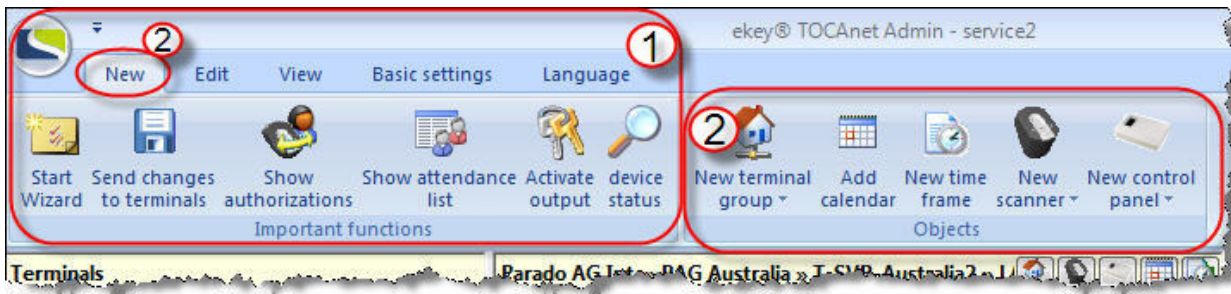 ekey® TOCAnet Admin - service2
2
1
New Edit View Basic settings Language
2
Start Wizard
Send changes to terminals
Show authorizations
Show attendance list
Activate output
device status
Important functions
New terminal group
Add calendar
New time frame
New scanner
New control panel
Objects
Terminals
Parado AG PAG Australia » T-SVR-Australia2 »